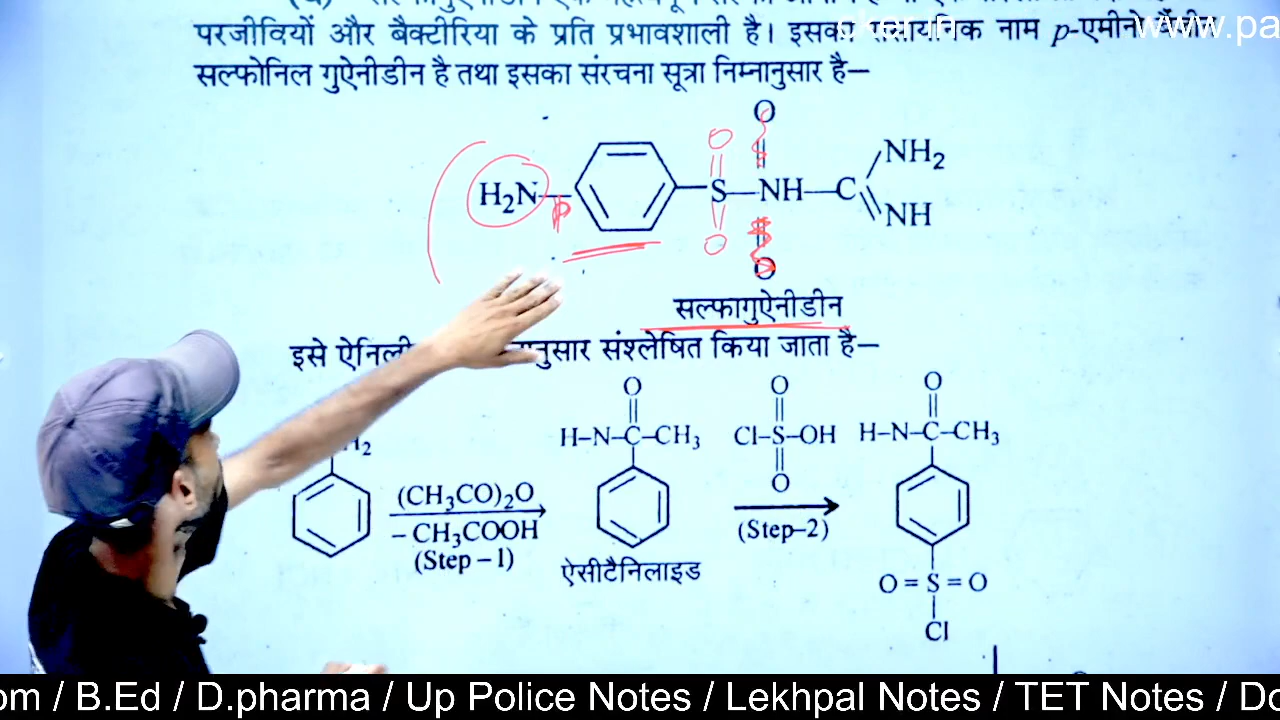 परजीवियों और बैक्टीरिया के प्रति प्रभावशाली है। इसका रासायनिक नाम p-एमीनो
www.pa
सल्फोनिल गुऐनीडीन है तथा इसका संरचना सूत्रा निम्नानुसार है—
O
O
H₂N
p
S—NH—C
NH₂
NH
O
O
सल्फागुऐनीडीन
इसे ऐनिली नुसार संश्लेषित किया जाता है—
O
O
O
H–N–C–CH₃
Cl–S–OH
H–N–C–CH₃
O
(CH₃CO)₂O
– CH₃COOH
(Step – 1)
(Step–2)
ऐसीटैनिलाइड
O = S = O
Cl
om / B.Ed / D.pharma / Up Police Notes / Lekhpal Notes / TET Notes / Do